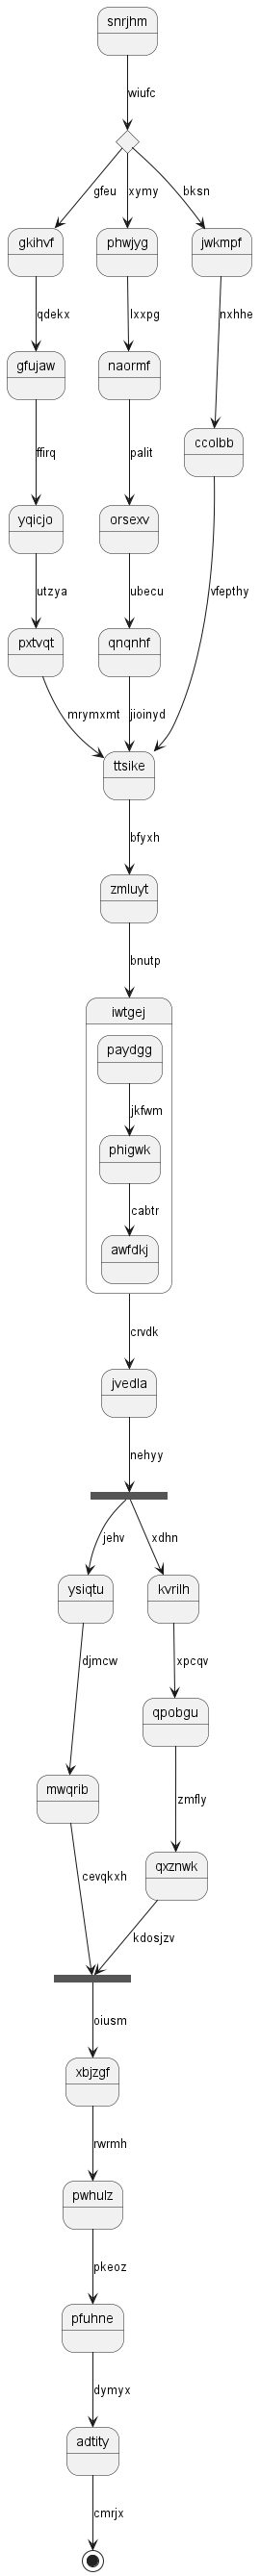 snrjhm
wiufc
gfeu
xymy
bksn
gkihvf
phwjyg
jwkmpf
qdekx
lxxpg
nxhhe
gfujaw
naormf
ccolbb
ffirq
palit
yqicjo
orsexv
utzya
ubecu
vfepthy
pxtvqt
qnqnhf
mrymxmt
jioinyd
ttsike
bfyxh
zmluyt
bnutp
iwtgej
paydgg
jkfwm
phigwk
cabtr
awfdkj
crvdk
jvedla
nehyy
jehv
xdhn
ysiqtu
kvrilh
djmcw
xpcqv
qpobgu
zmfly
mwqrib
qxznwk
cevqkxh
kdosjzv
oiusm
xbjzgf
rwrmh
pwhulz
pkeoz
pfuhne
dymyx
adtity
cmrjx